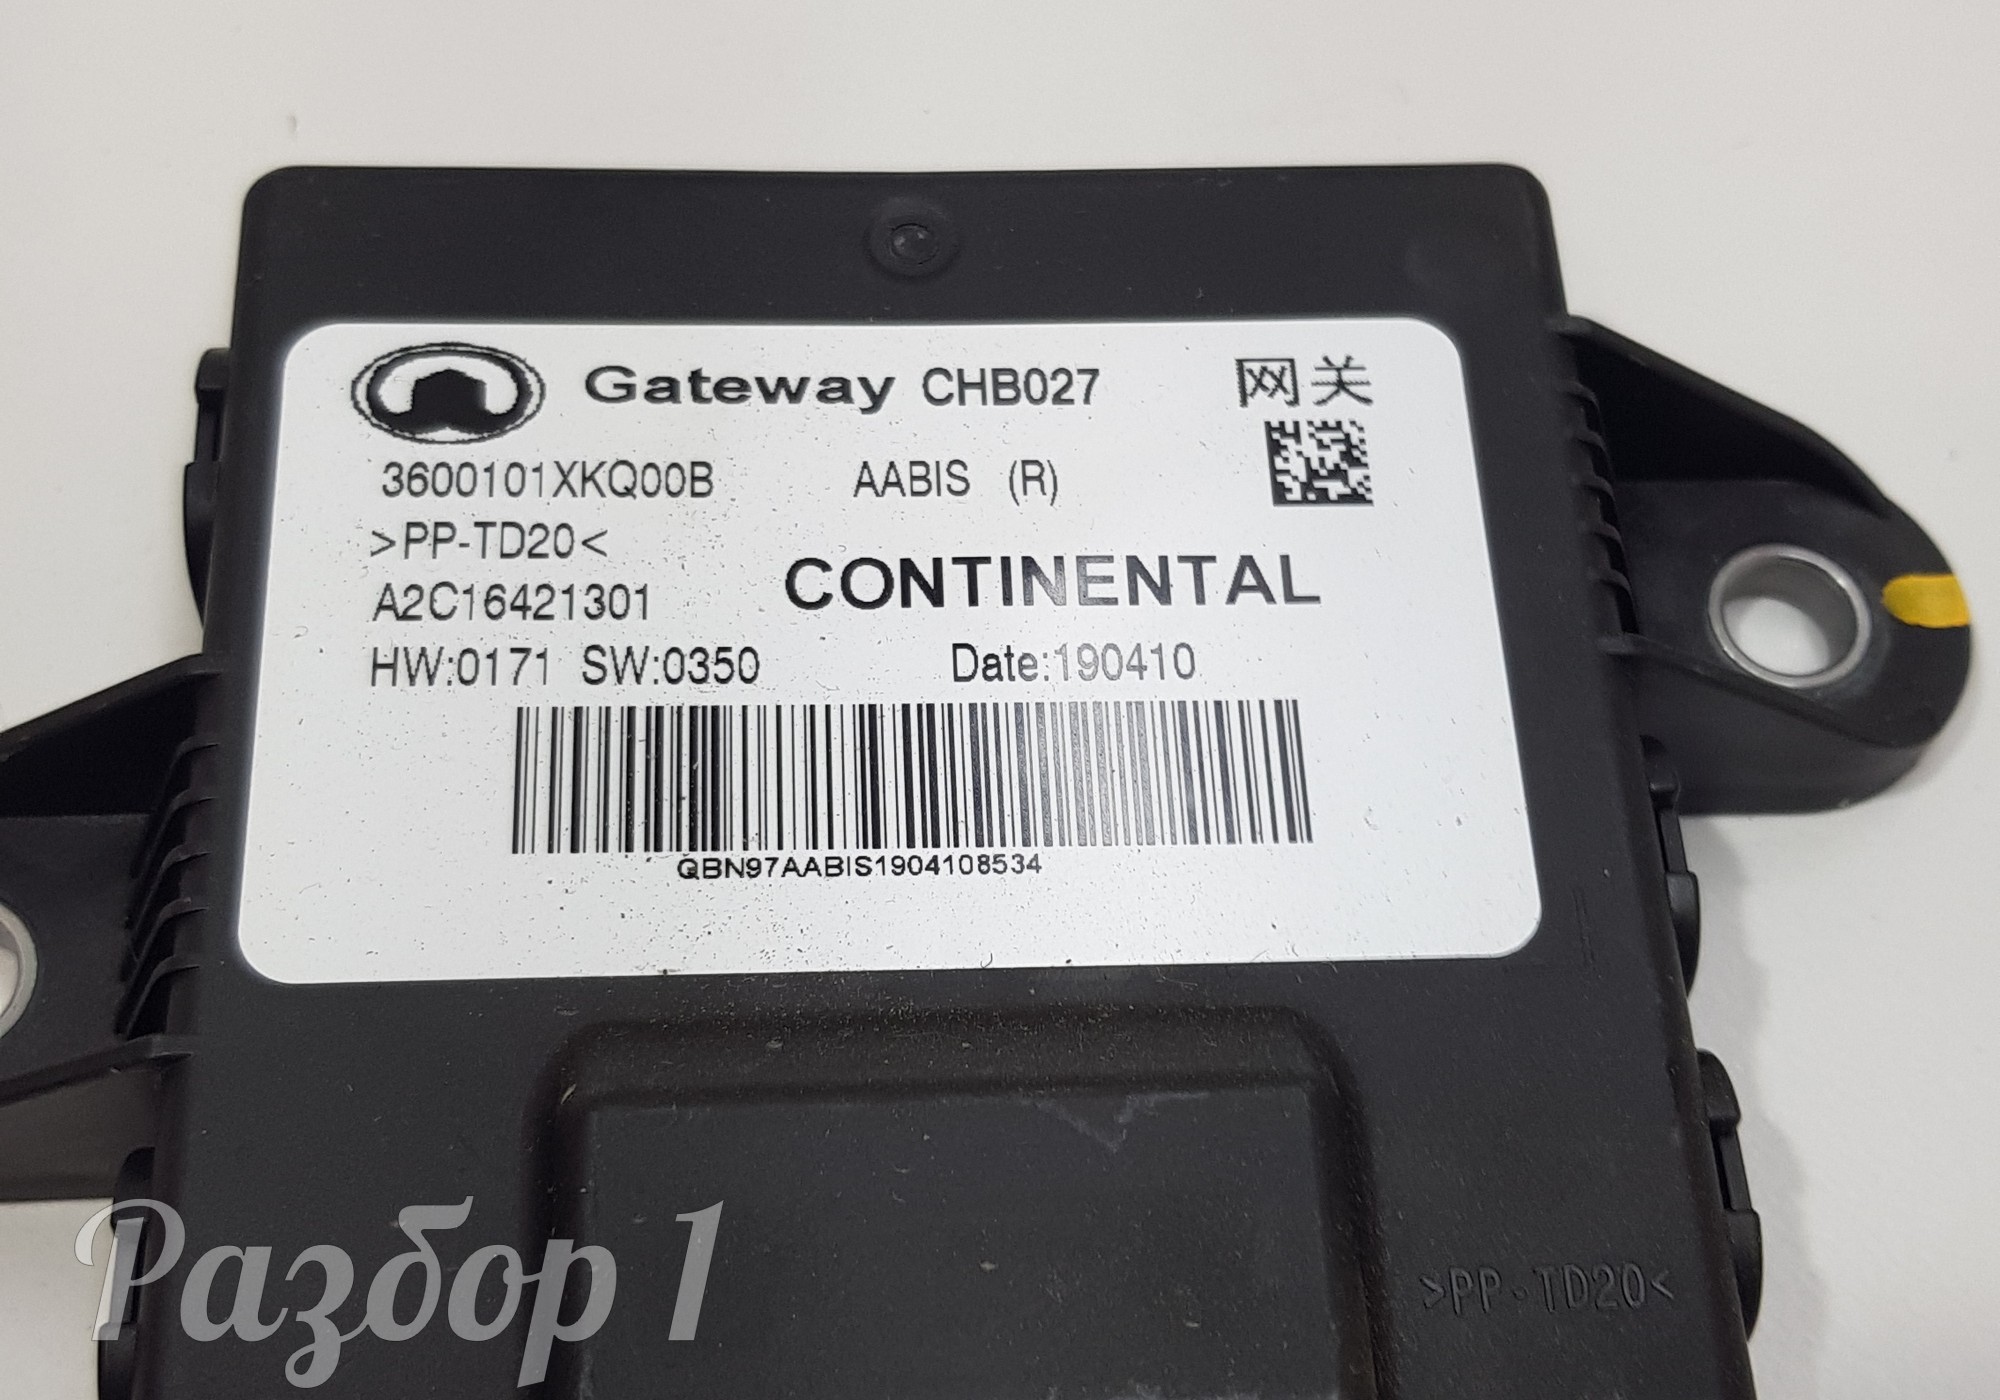 Gateway CHB027 网关
3600101XKQ00B AABIS (R)
>PP-TD20<
CONTINENTAL
A2C16421301
HW:0171 SW:0350 Date:190410
QBN97AABIS1904108534
>PP-TD20<
Разбор 1